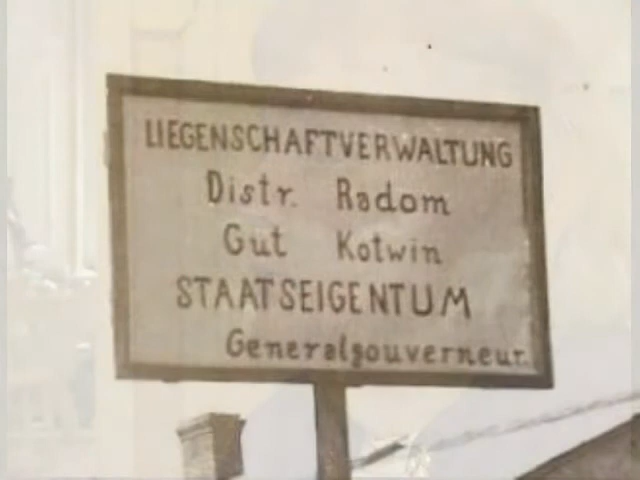 LIEGENSCHAFTVERWALTUNG
Distr. Radom
Gut Kotwin
STAATSEIGENTUM
Generalgouverneur.